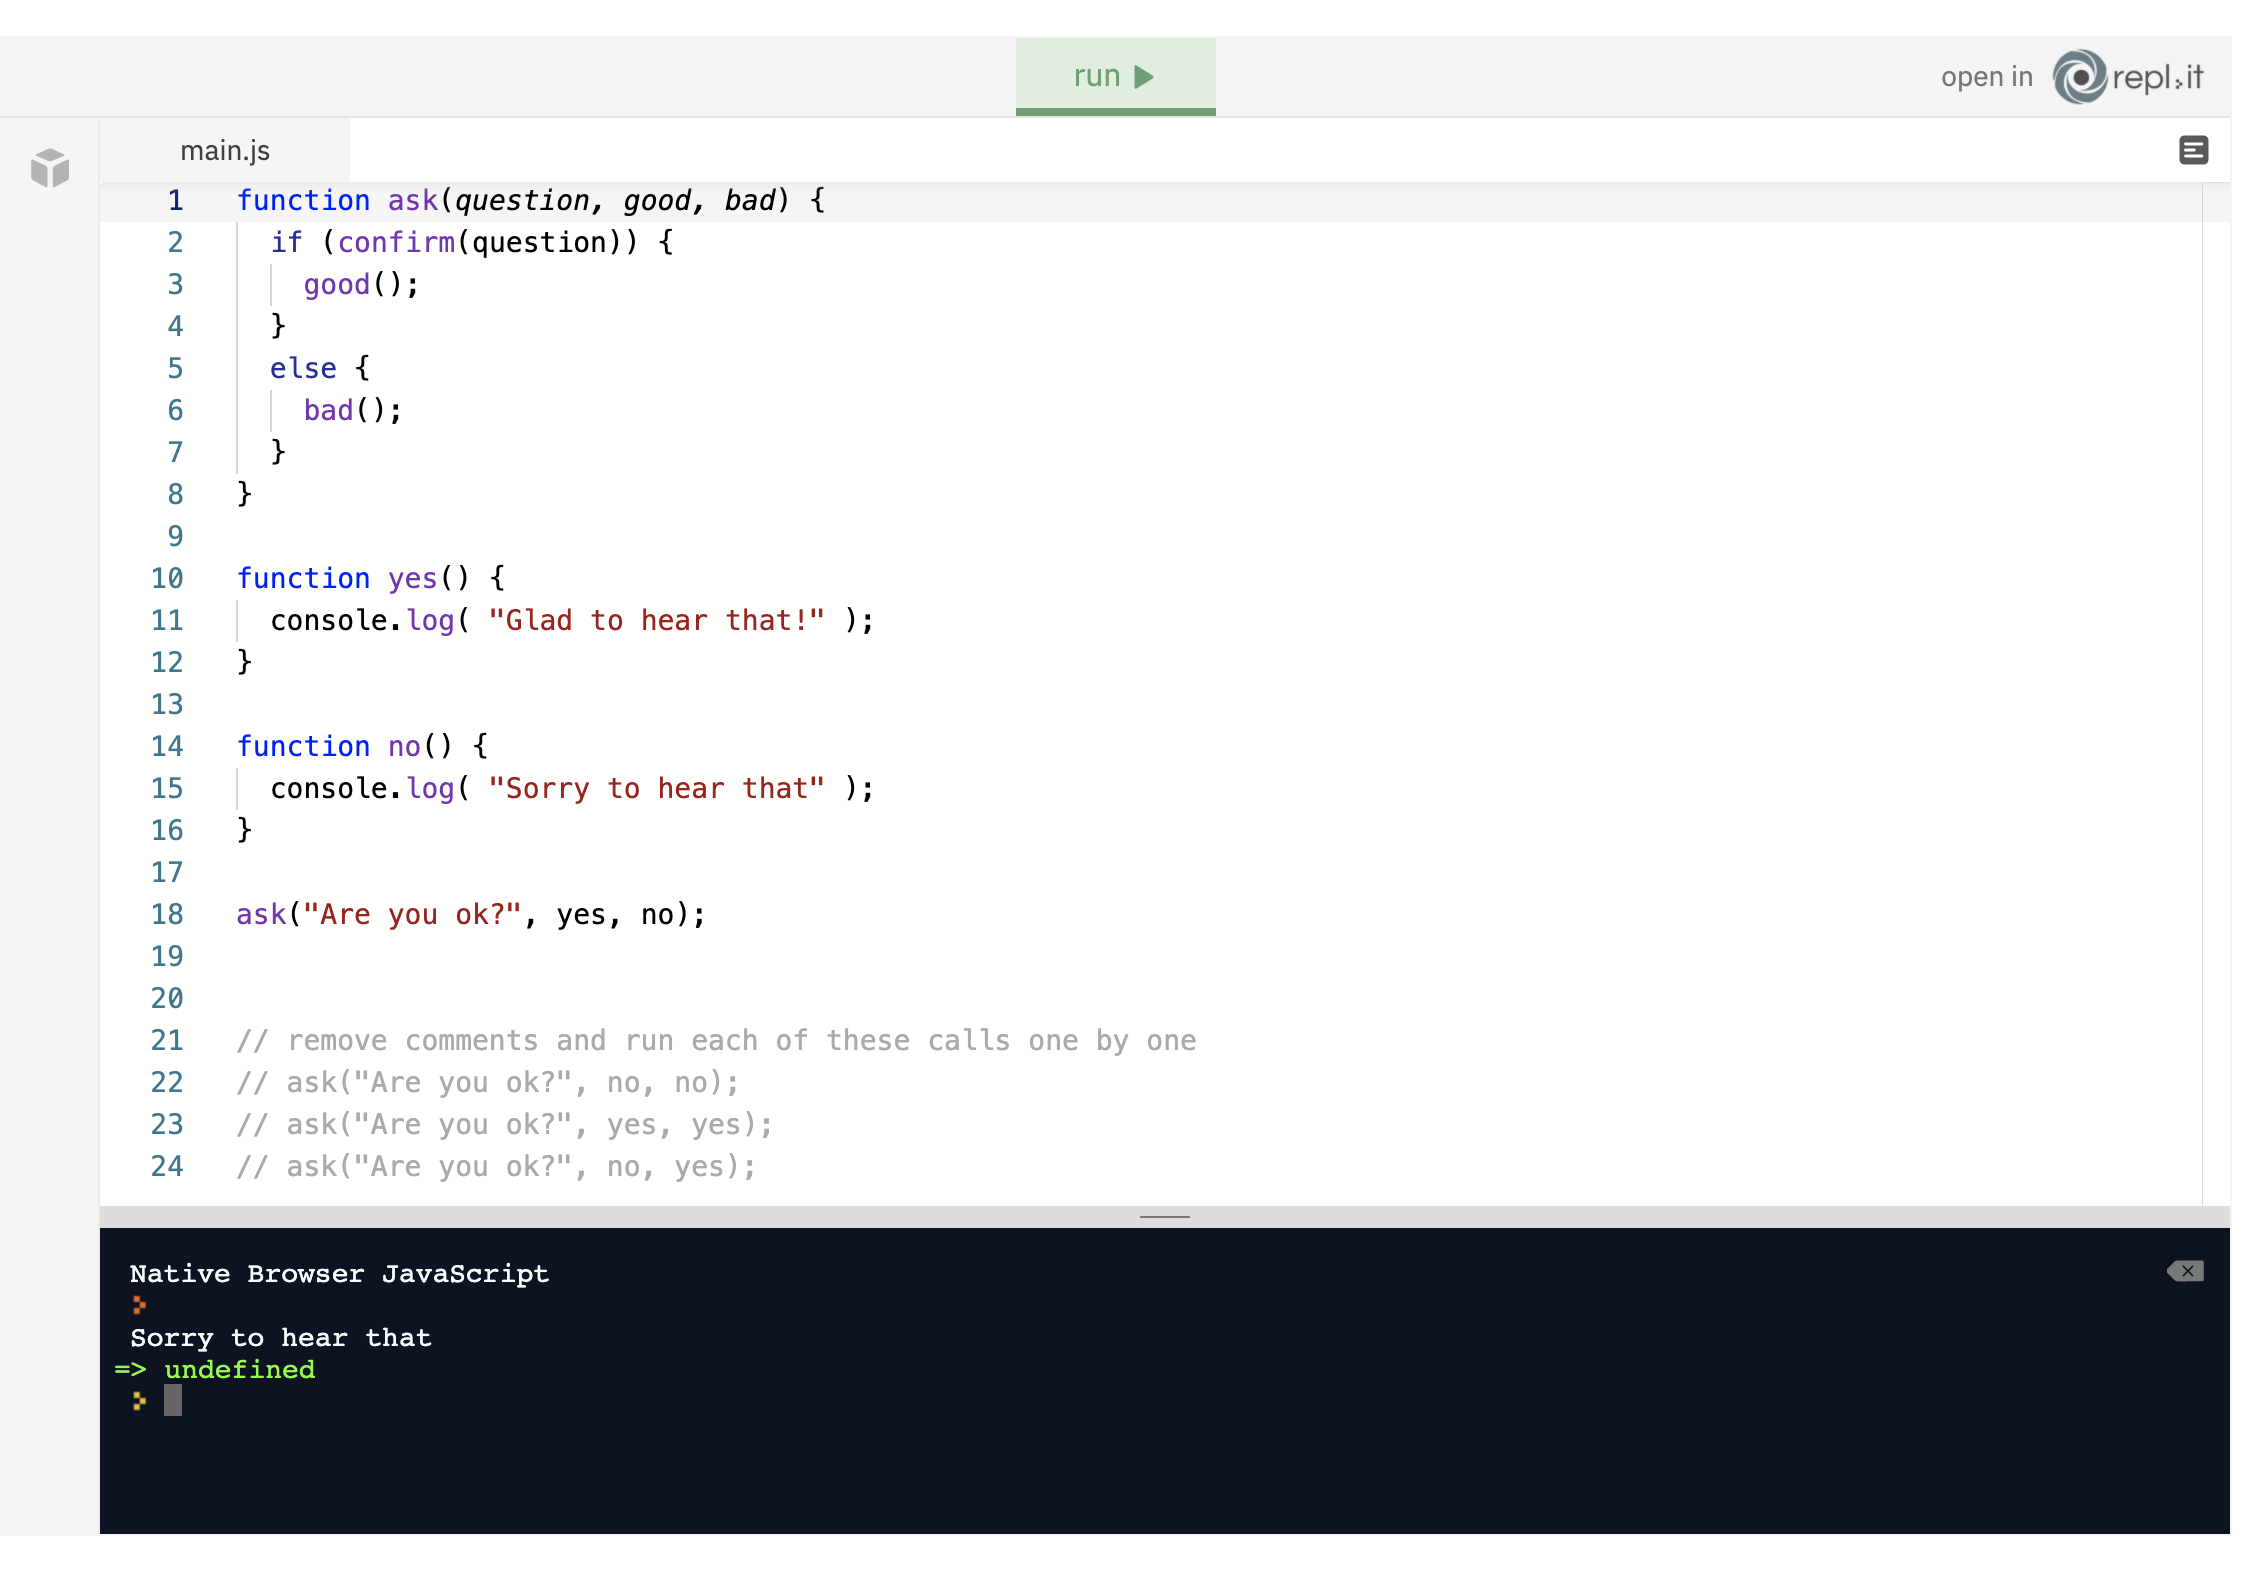 run
open in repl.it
main.js
1 function ask(question, good, bad) {
2 if (confirm(question)) {
3 good();
4 }
5 else {
6 bad();
7 }
8 }
9
10 function yes() {
11 console.log( "Glad to hear that!" );
12 }
13
14 function no() {
15 console.log( "Sorry to hear that" );
16 }
17
18 ask("Are you ok?", yes, no);
19
20
21 // remove comments and run each of these calls one by one
22 // ask("Are you ok?", no, no);
23 // ask("Are you ok?", yes, yes);
24 // ask("Are you ok?", no, yes);
Native Browser JavaScript
Sorry to hear that
=> undefined